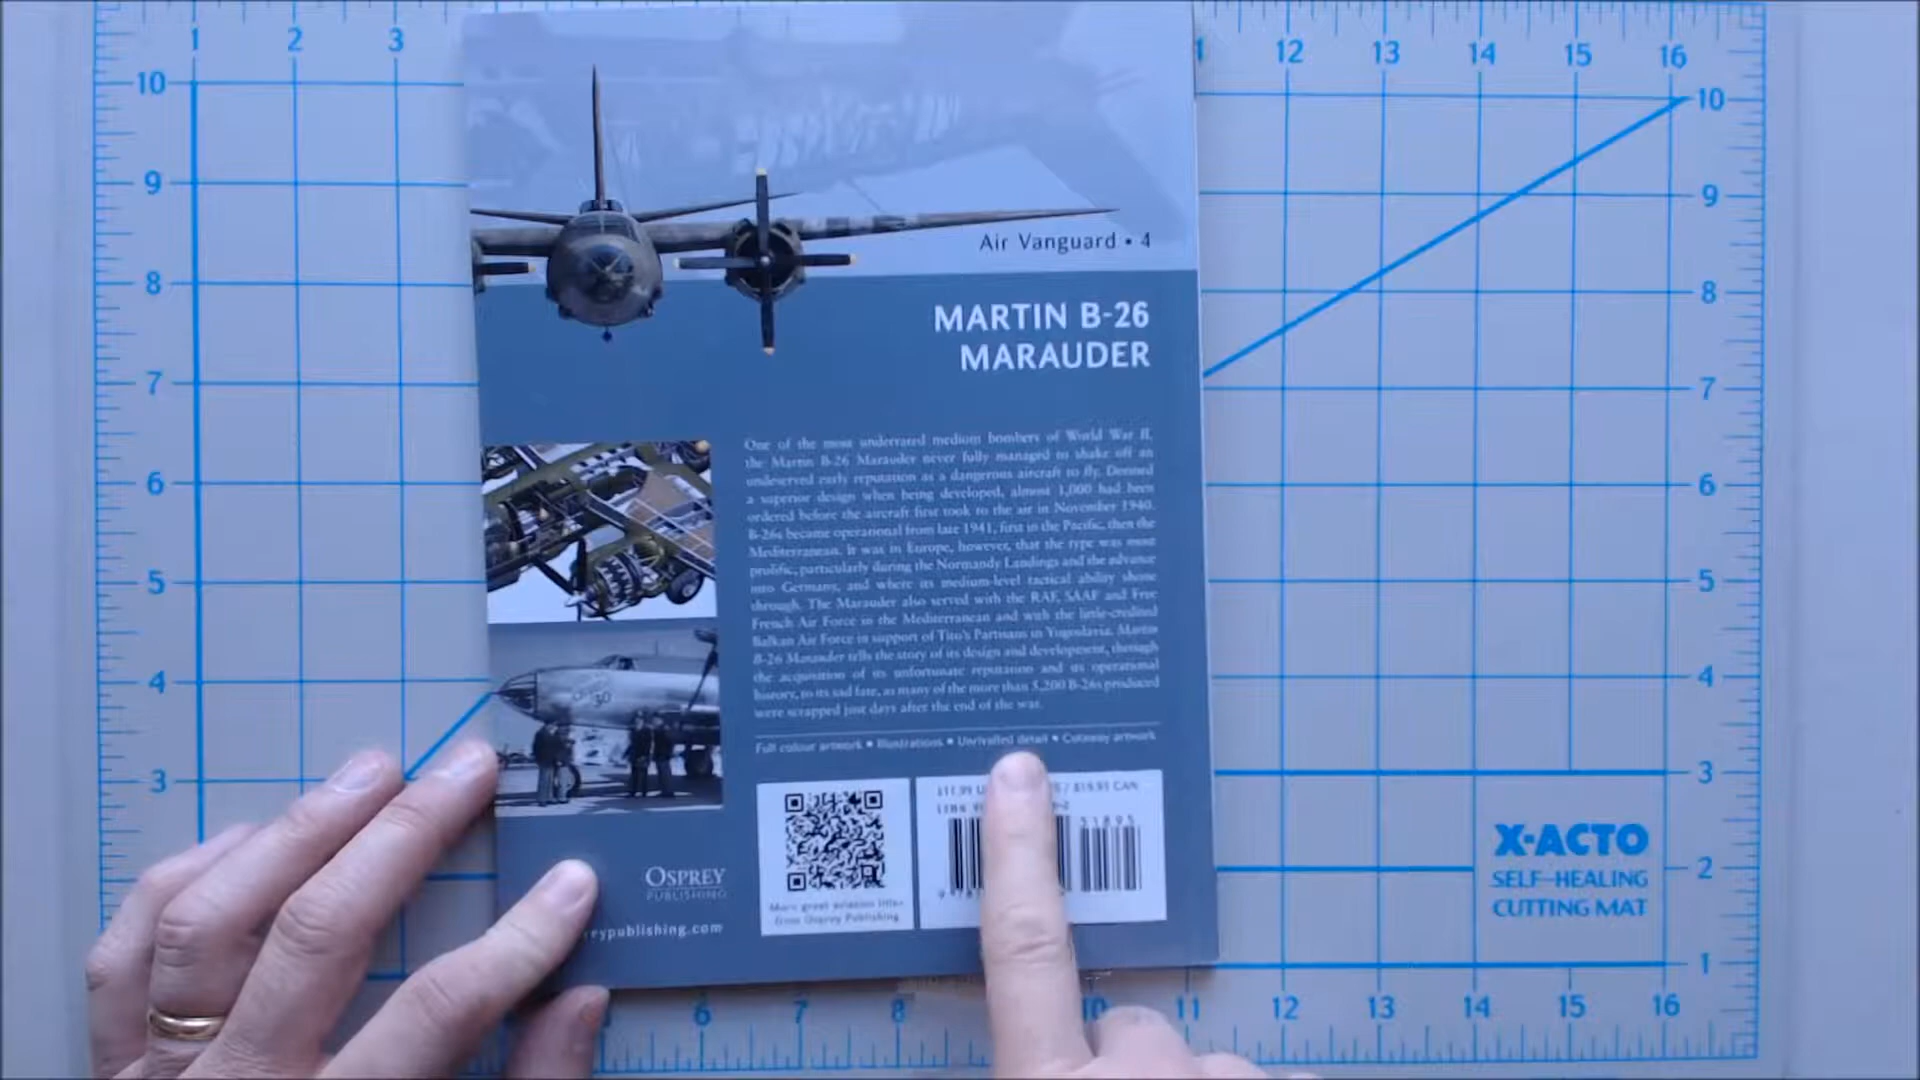 1 2 3
1 12 13 14 15 16
10 10
9 9
8 8
7 7
6 6
5 5
4 4
3 3
2
1
Air Vanguard • 4
MARTIN B-26
MARAUDER
One of the most underrated medium bombers of World War II,
the Martin B-26 Marauder never fully managed to shake off an
undeserved early reputation as a dangerous aircraft to fly. Deemed
a superior design when being developed, almost 1,000 had been
ordered before the aircraft first took to the air in November 1940.
B-26s became operational from late 1941, first in the Pacific, then the
Mediterranean. It was in Europe, however, that the type was most
prolific, particularly during the Normandy Landings and the advance
into Germany, and where its medium-level tactical ability shone
through. The Marauder also served with the RAF, SAAF and Free
French Air Force in the Mediterranean and with the little-credited
Balkan Air Force in support of Tito's Partisans in Yugoslavia. Martin
B-26 Marauder tells the story of its design and development, through
the acquisition of its unfortunate reputation and its operational
history, to its sad fate, as many of the more than 5,200 B-26s produced
were scrapped just days after the end of the war.
Full colour artwork • Illustrations • Unrivalled detail • Cutaway artwork
/ $19.95 CAN
ISBN
51895
OSPREY
PUBLISHING
More great aviation titles
from Osprey Publishing
reypublishing.com
X-ACTO
SELF-HEALING
CUTTING MAT
6 7 8 10 11 12 13 14 15 16